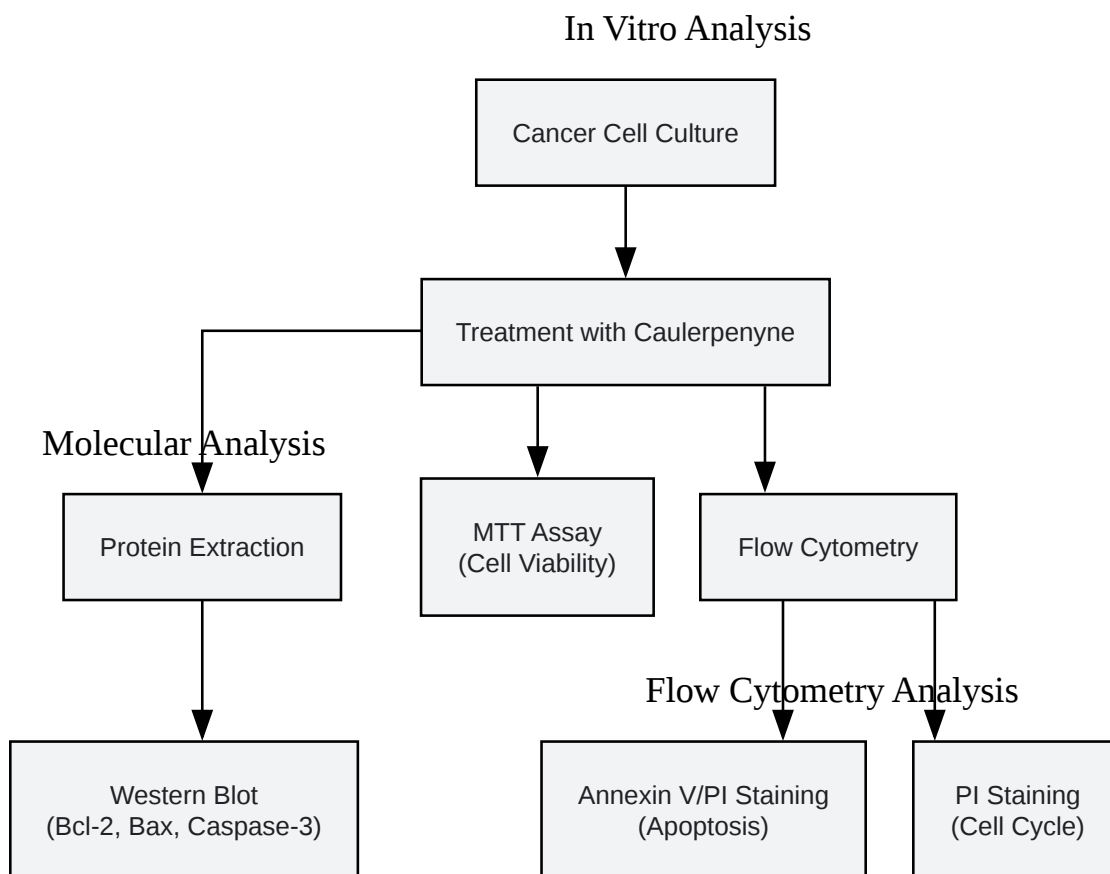 In Vitro Analysis
Cancer Cell Culture
Treatment with Caulerpenyne
Molecular Analysis
Protein Extraction
MTT Assay
(Cell Viability)
Flow Cytometry
Flow Cytometry Analysis
Western Blot
(Bcl-2, Bax, Caspase-3)
Annexin V/PI Staining
(Apoptosis)
PI Staining
(Cell Cycle)